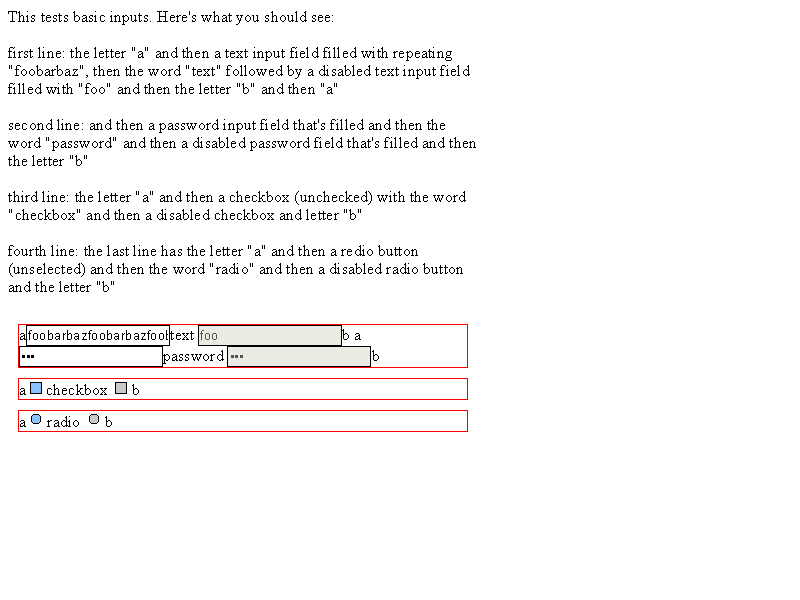 This tests basic inputs. Here's what you should see:
first line: the letter "a" and then a text input field filled with repeating
"foobarbaz", then the word "text" followed by a disabled text input field
filled with "foo" and then the letter "b" and then "a"
second line: and then a password input field that's filled and then the
word "password" and then a disabled password field that's filled and then
the letter "b"
third line: the letter "a" and then a checkbox (unchecked) with the word
"checkbox" and then a disabled checkbox and letter "b"
fourth line: the last line has the letter "a" and then a redio button
(unselected) and then the word "radio" and then a disabled radio button
and the letter "b"
afoobarbazfoobarbazfootext foo b a
••• password ••• b
a checkbox b
a radio b